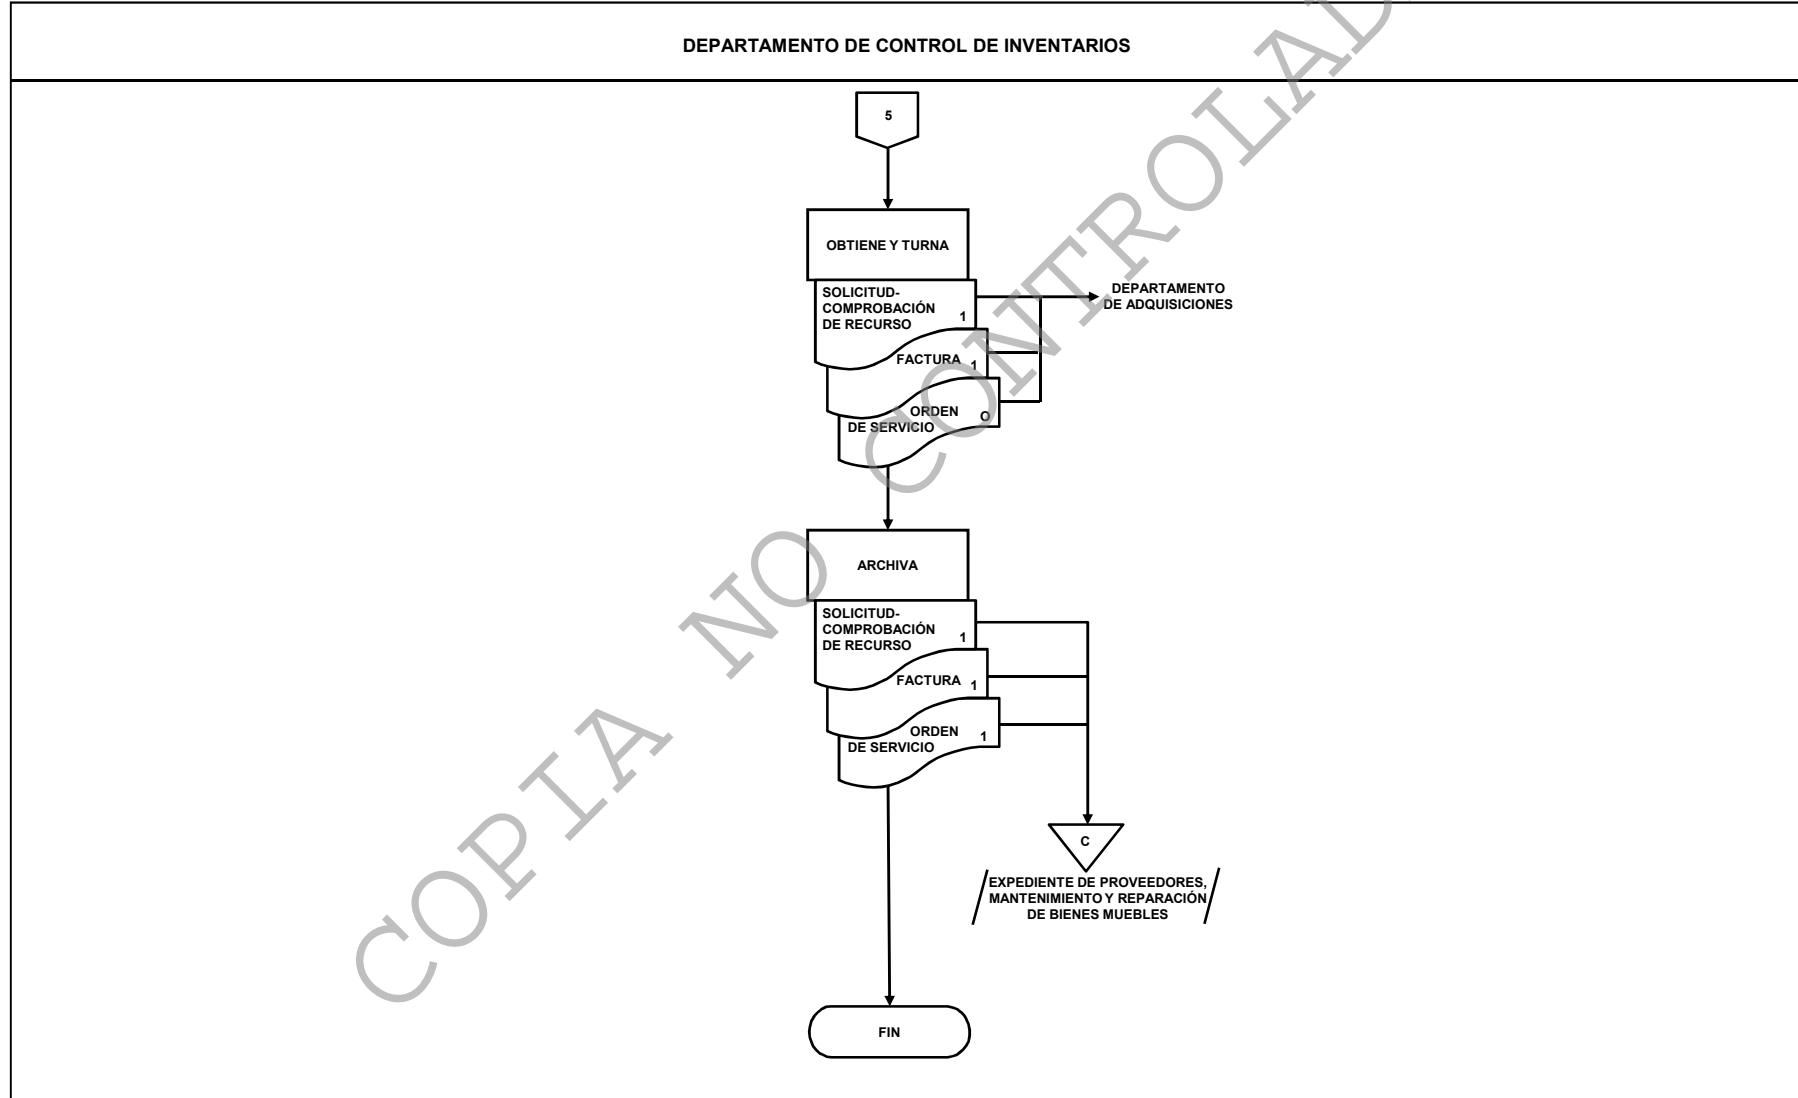 DEPARTAMENTO DE CONTROL DE INVENTARIOS
5
OBTIENE Y TURNA
SOLICITUD-
COMPROBACIÓN
DE RECURSO
1
FACTURA
1
ORDEN
DE SERVICIO
O
DEPARTAMENTO
DE ADQUISICIONES
ARCHIVA
SOLICITUD-
COMPROBACIÓN
DE RECURSO
1
FACTURA
1
ORDEN
DE SERVICIO
1
C
EXPEDIENTE DE PROVEEDORES,
MANTENIMIENTO Y REPARACIÓN
DE BIENES MUEBLES
FIN
COPIA NO CONTROLAD